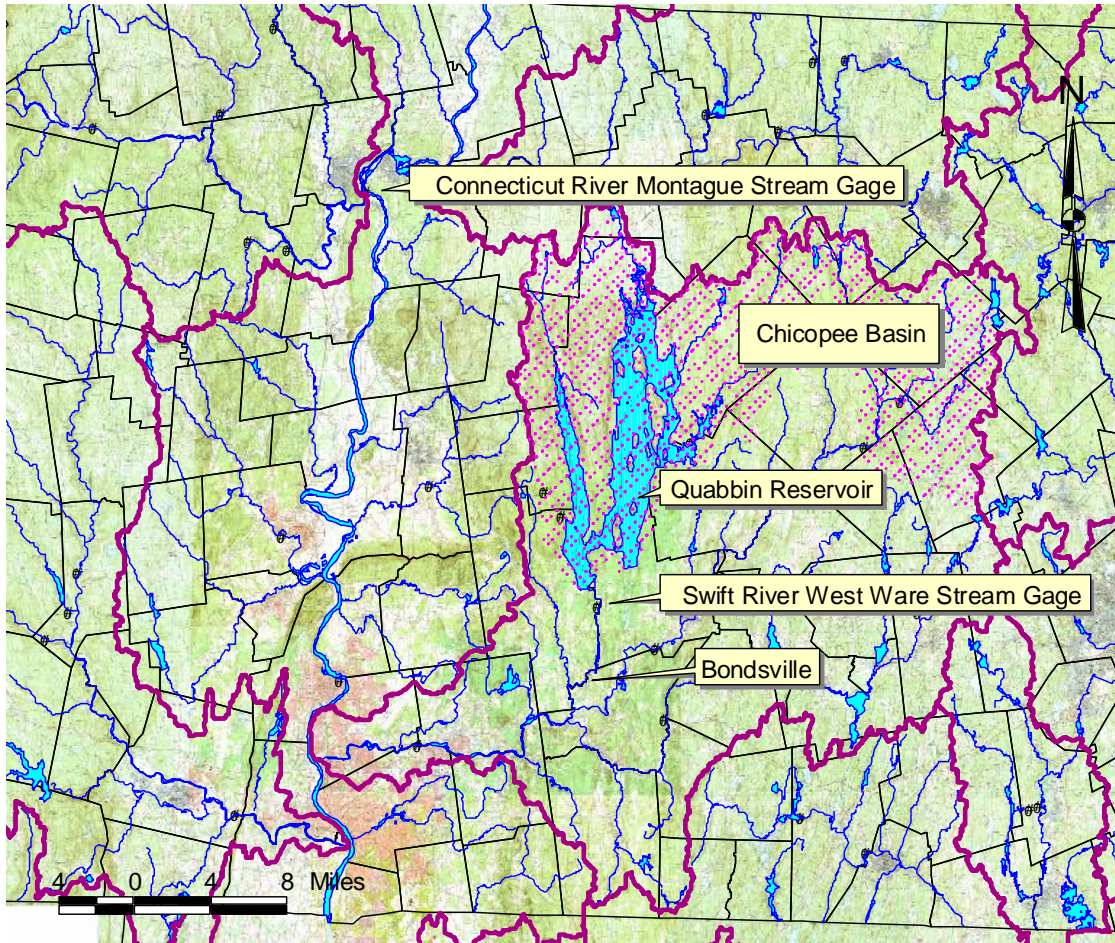 N
Connecticut River Montague Stream Gage
Chicopee Basin
Quabbin Reservoir
Swift River West Ware Stream Gage
Bondsville
4 0 4 8 Miles